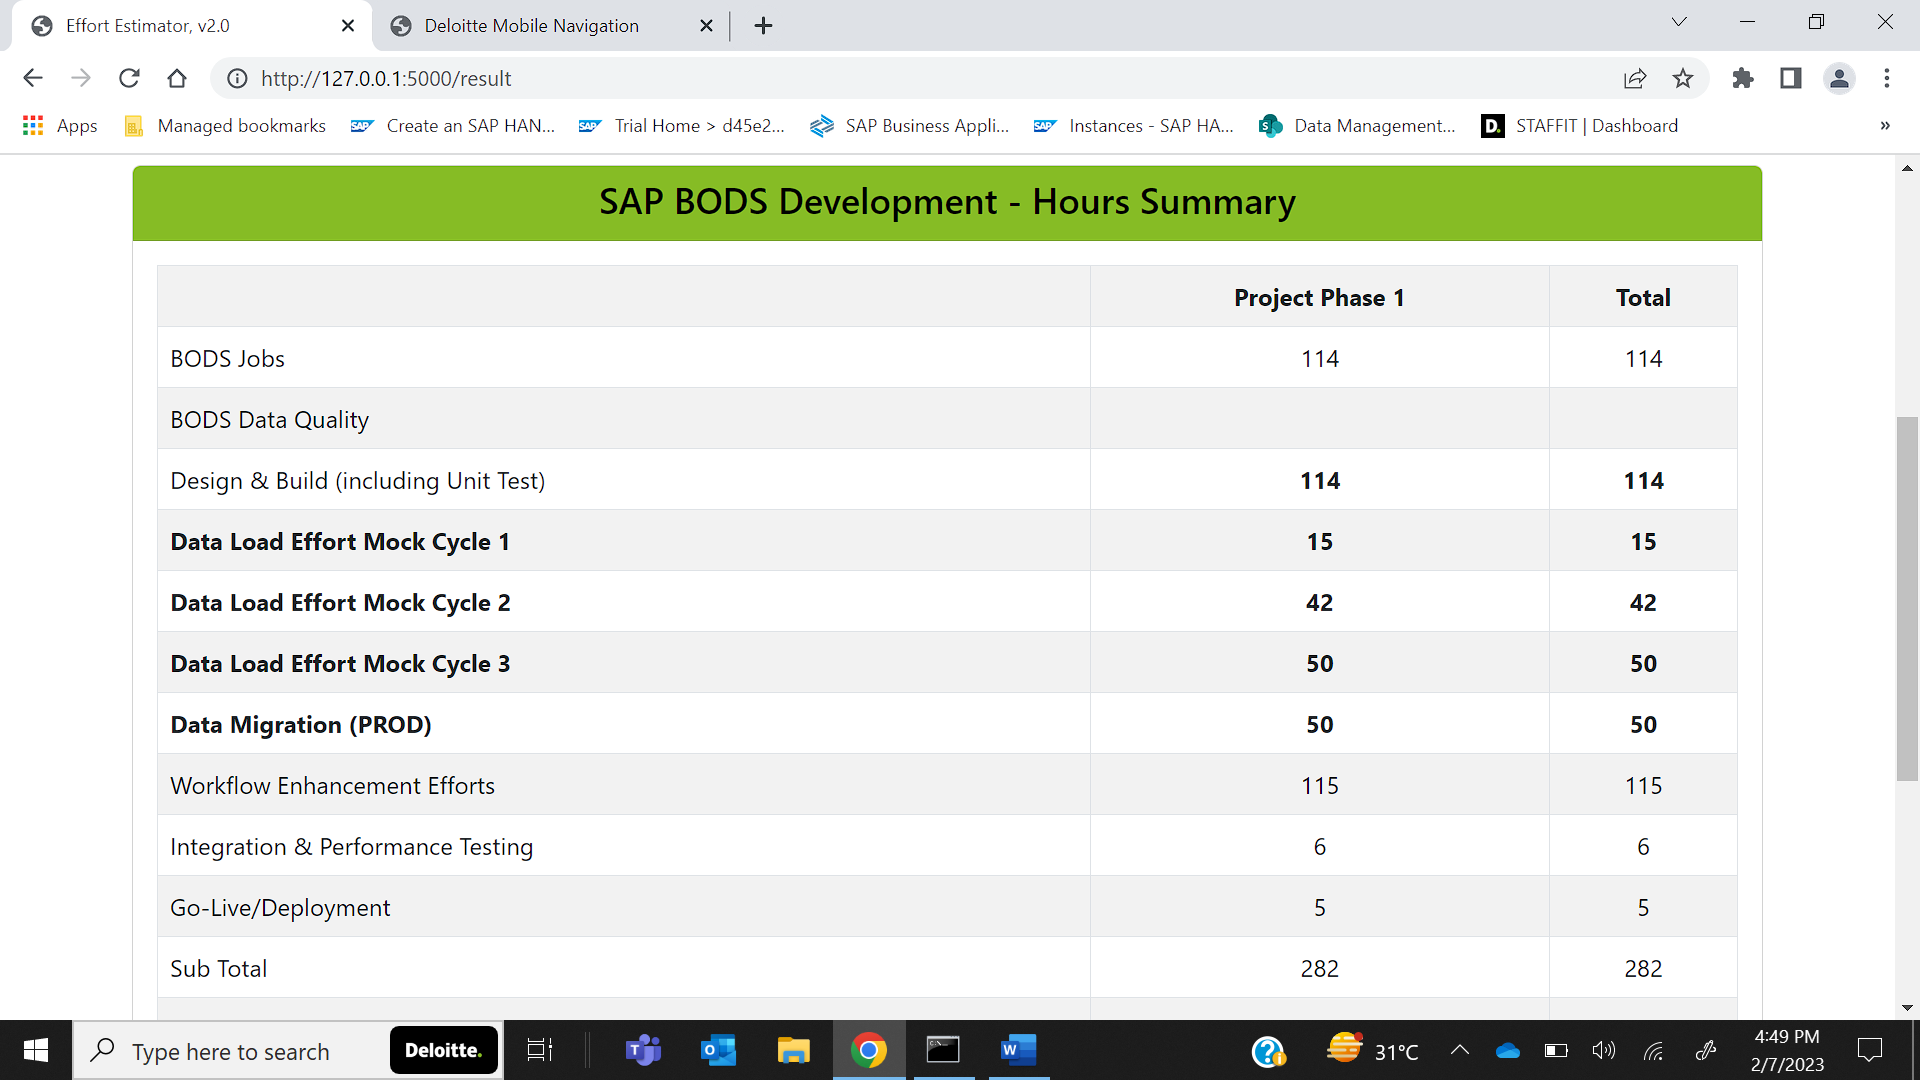 Effort Estimator, v2.0
Deloitte Mobile Navigation
http://127.0.0.1:5000/result
Apps
Managed bookmarks
SAP Create an SAP HAN...
SAP Trial Home > d45e2...
SAP Business Appli...
SAP Instances - SAP HA...
S Data Management...
D. STAFFIT | Dashboard
»
SAP BODS Development - Hours Summary
Project Phase 1 Total
BODS Jobs 114 114
BODS Data Quality
Design & Build (including Unit Test) 114 114
Data Load Effort Mock Cycle 1 15 15
Data Load Effort Mock Cycle 2 42 42
Data Load Effort Mock Cycle 3 50 50
Data Migration (PROD) 50 50
Workflow Enhancement Efforts 115 115
Integration & Performance Testing 6 6
Go-Live/Deployment 5 5
Sub Total 282 282
Type here to search
Deloitte.
31°C
4:49 PM
2/7/2023